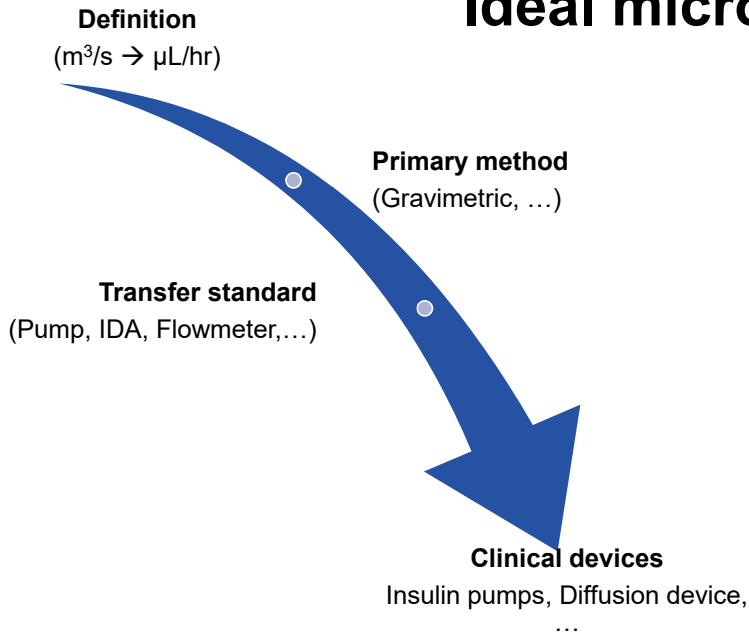 Ideal micro
Definition
(m³/s → µL/hr)
Primary method
(Gravimetric, …)
Transfer standard
(Pump, IDA, Flowmeter,…)
Clinical devices
Insulin pumps, Diffusion device,
…